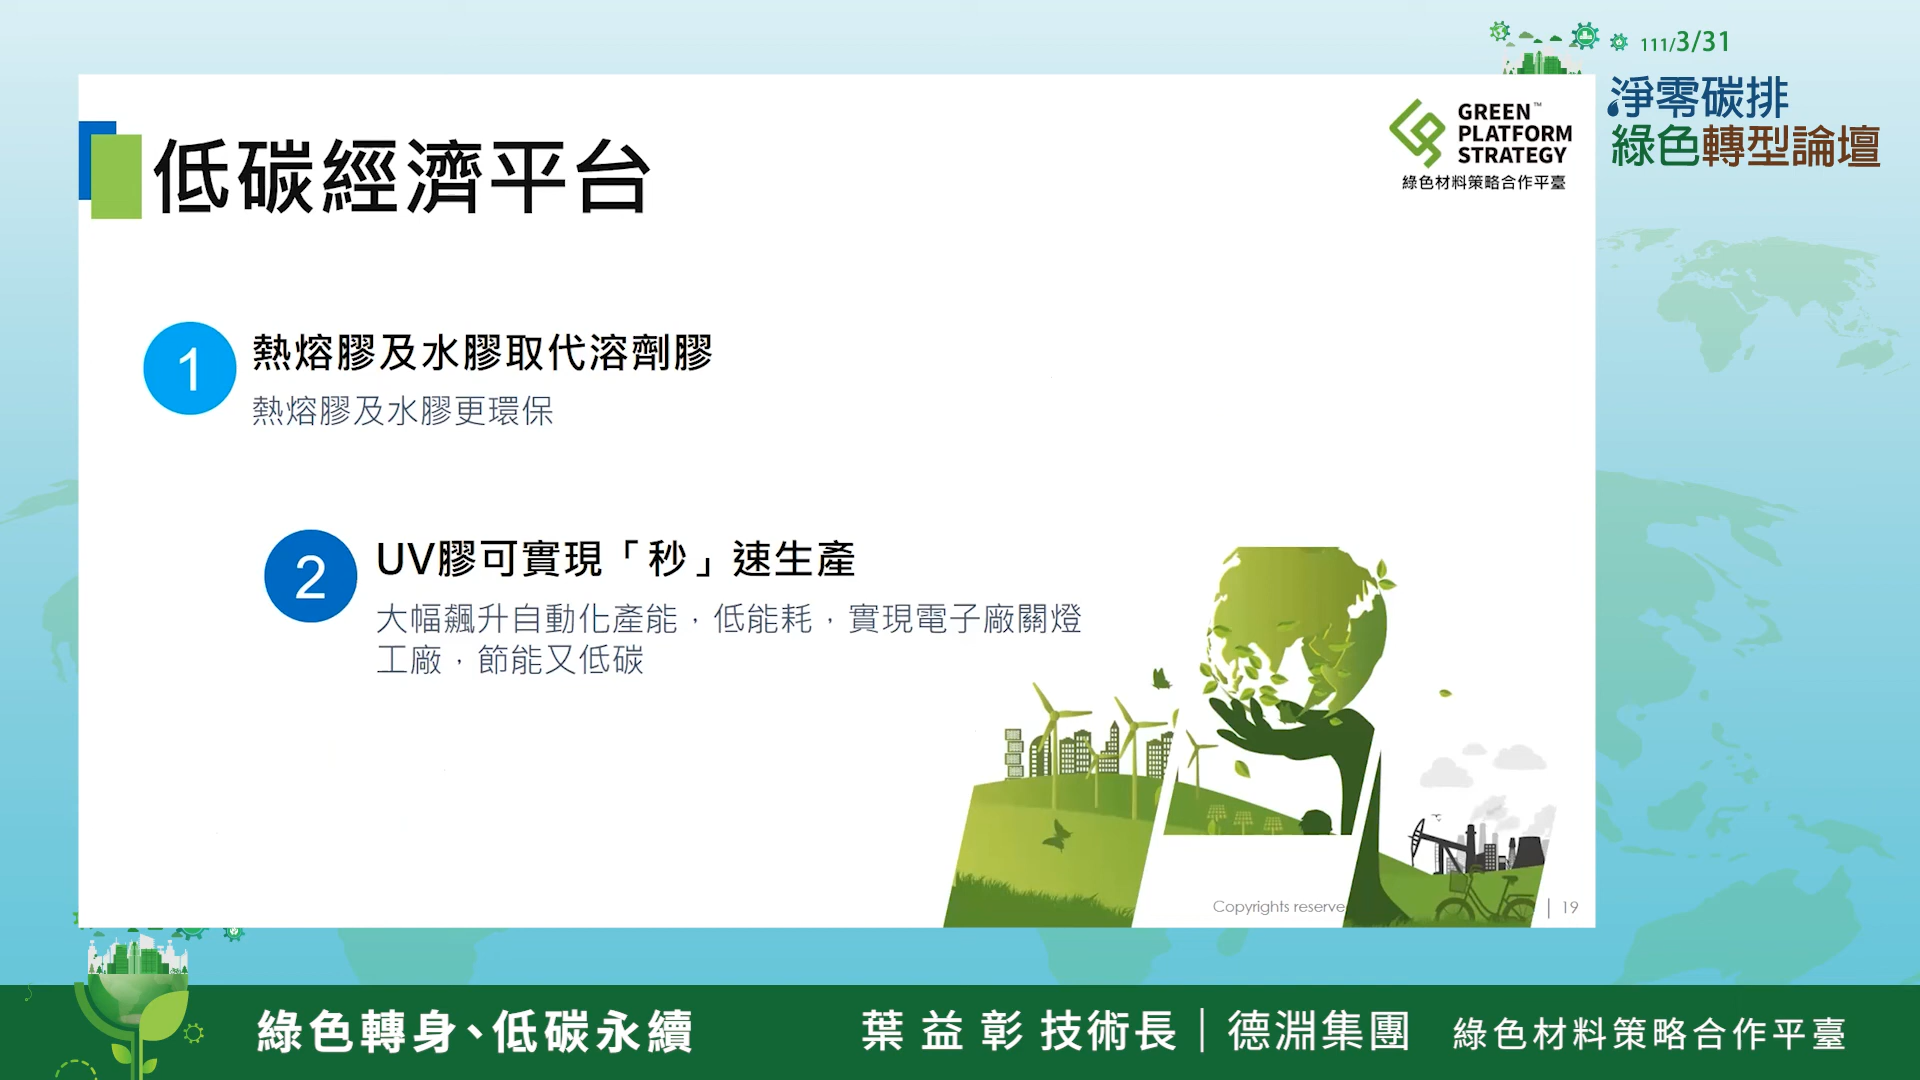 111/3/31
淨零碳排
綠色轉型論壇
GREEN™
PLATFORM
STRATEGY
綠色材料策略合作平臺
低碳經濟平台
1
熱熔膠及水膠取代溶劑膠
熱熔膠及水膠更環保
2
UV膠可實現「秒」速生產
大幅飆升自動化產能，低能耗，實現電子廠關燈
工廠，節能又低碳
Copyrights reserve
19
綠色轉身、低碳永續
葉益彰 技術長｜德淵集團 綠色材料策略合作平臺